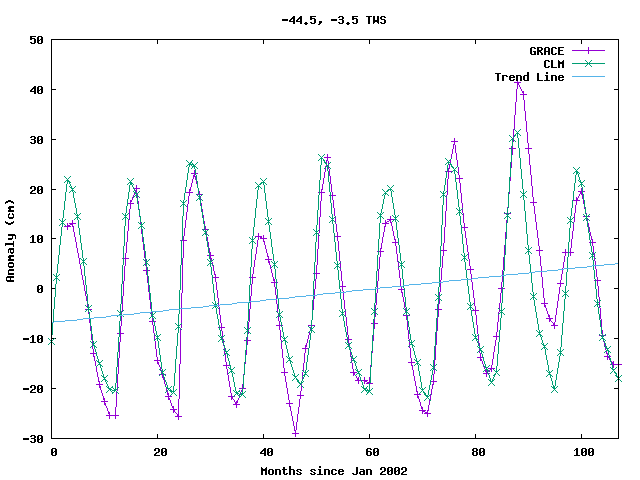 -44.5, -3.5 TWS
50
40
30
20
10
0
-10
-20
-30
Anomaly (cm)
GRACE
CLM
Trend Line
0 20 40 60 80 100
Months since Jan 2002